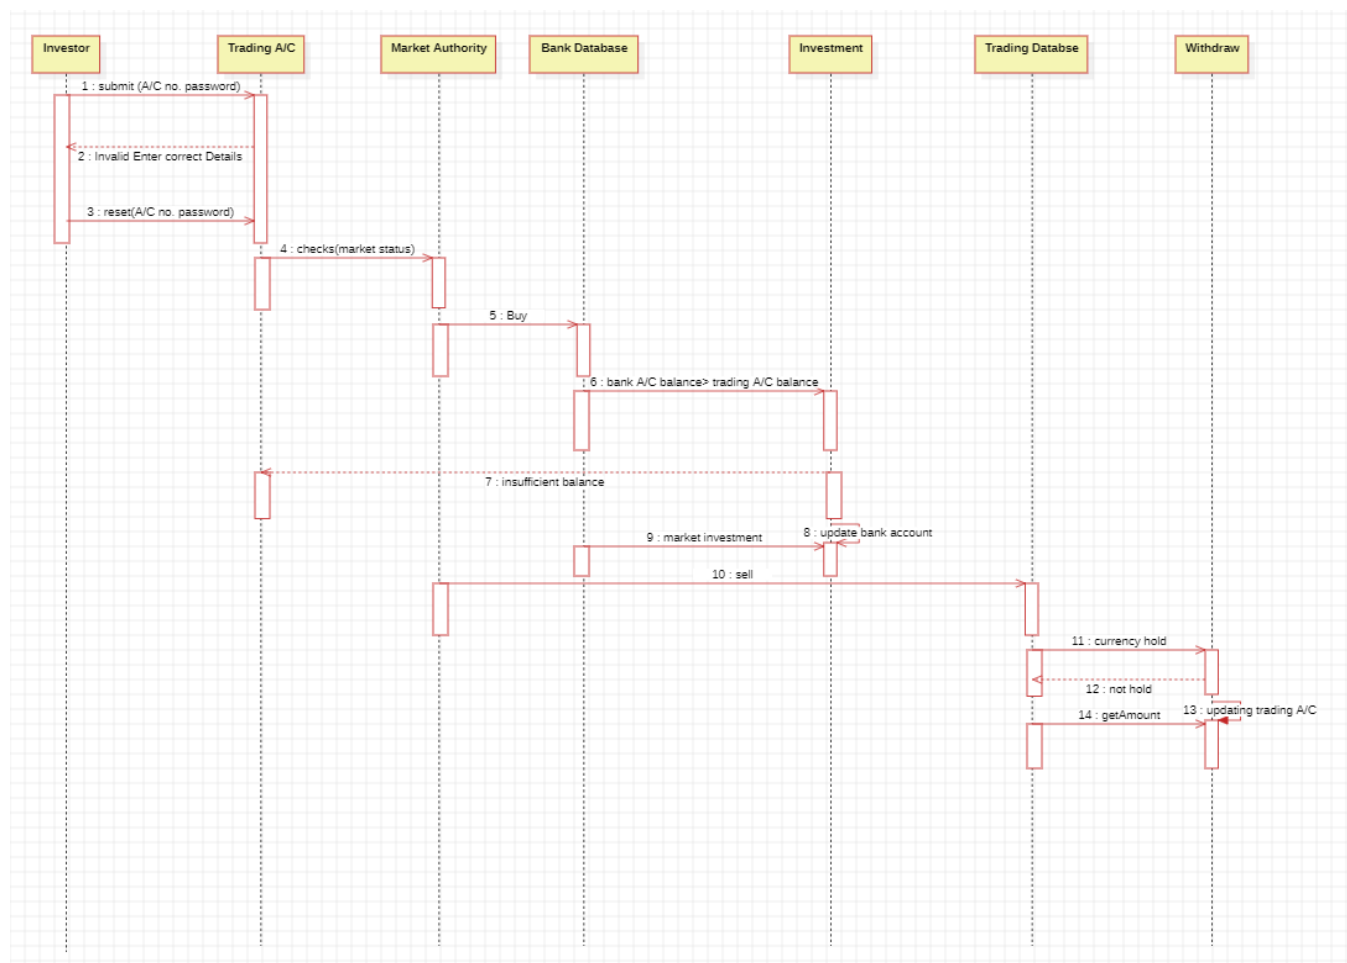 Investor
Trading A/C
Market Authority
Bank Database
Investment
Trading Databse
Withdraw
1 : submit (A/C no. password)
2 : Invalid Enter correct Details
3 : reset(A/C no. password)
4 : checks(market status)
5 : Buy
6 : bank A/C balance> trading A/C balance
7 : insufficient balance
8 : update bank account
9 : market investment
10 : sell
11 : currency hold
12 : not hold
13 : updating trading A/C
14 : getAmount